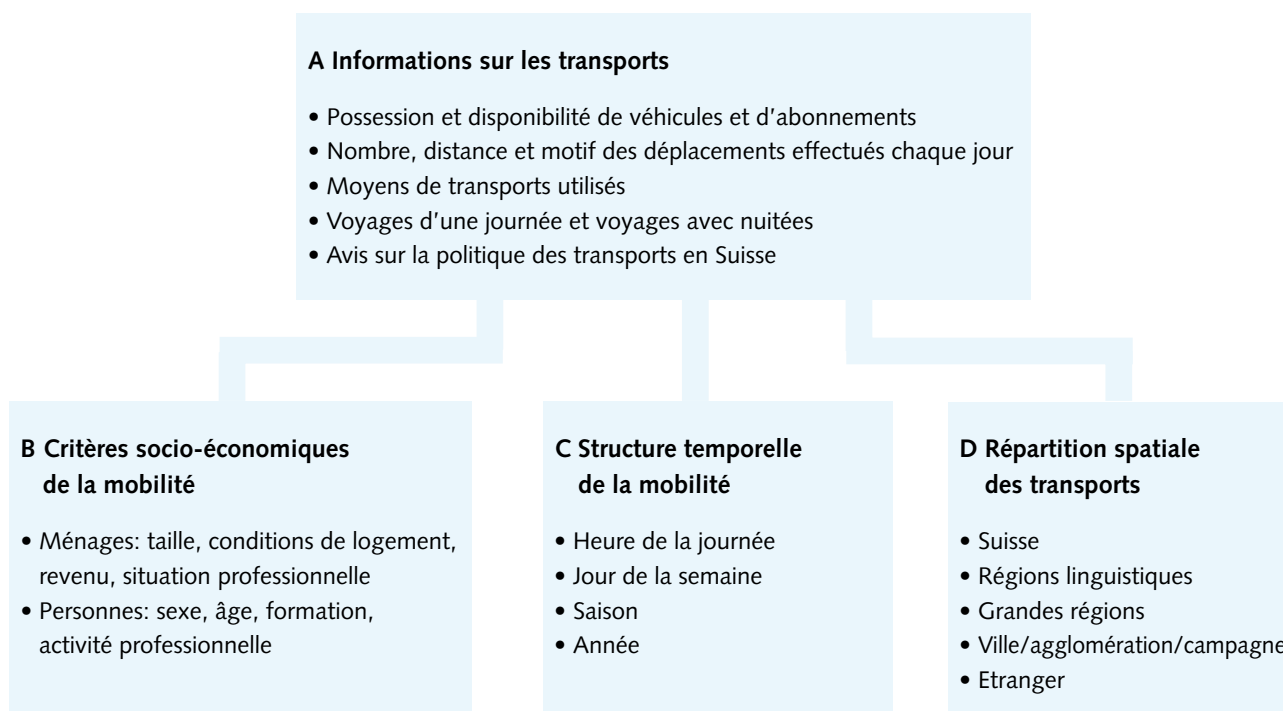 A Informations sur les transports
• Possession et disponibilité de véhicules et d’abonnements
• Nombre, distance et motif des déplacements effectués chaque jour
• Moyens de transports utilisés
• Voyages d’une journée et voyages avec nuitées
• Avis sur la politique des transports en Suisse
B Critères socio-économiques
de la mobilité
• Ménages: taille, conditions de logement,
revenu, situation professionnelle
• Personnes: sexe, âge, formation,
activité professionnelle
C Structure temporelle
de la mobilité
• Heure de la journée
• Jour de la semaine
• Saison
• Année
D Répartition spatiale
des transports
• Suisse
• Régions linguistiques
• Grandes régions
• Ville/agglomération/campagne
• Etranger